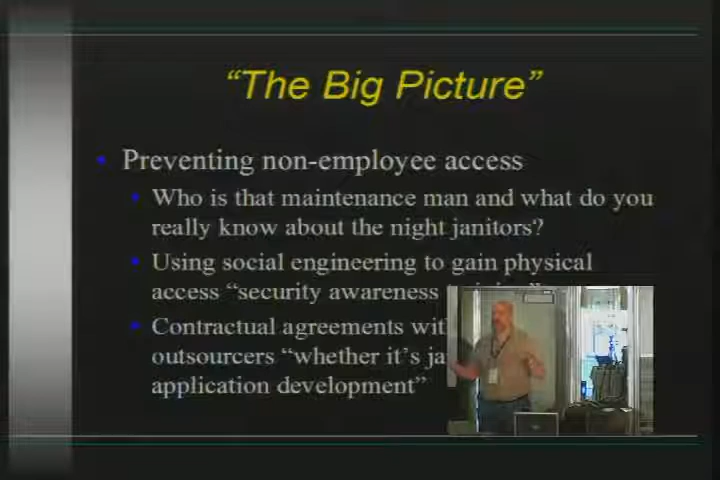 “The Big Picture”
Preventing non-employee access
Who is that maintenance man and what do you
really know about the night janitors?
Using social engineering to gain physical
access “security awareness
Contractual agreements
outsourcers “whether it’s
application development”